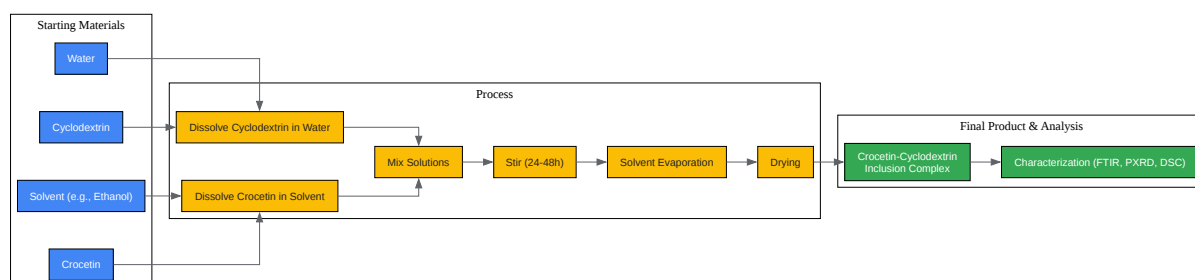 Starting Materials
Water
Cyclodextrin
Solvent (e.g., Ethanol)
Crocetin
Process
Dissolve Cyclodextrin in Water
Dissolve Crocetin in Solvent
Mix Solutions
Stir (24-48h)
Solvent Evaporation
Drying
Final Product & Analysis
Crocetin-Cyclodextrin
Inclusion Complex
Characterization (FTIR, PXRD, DSC)